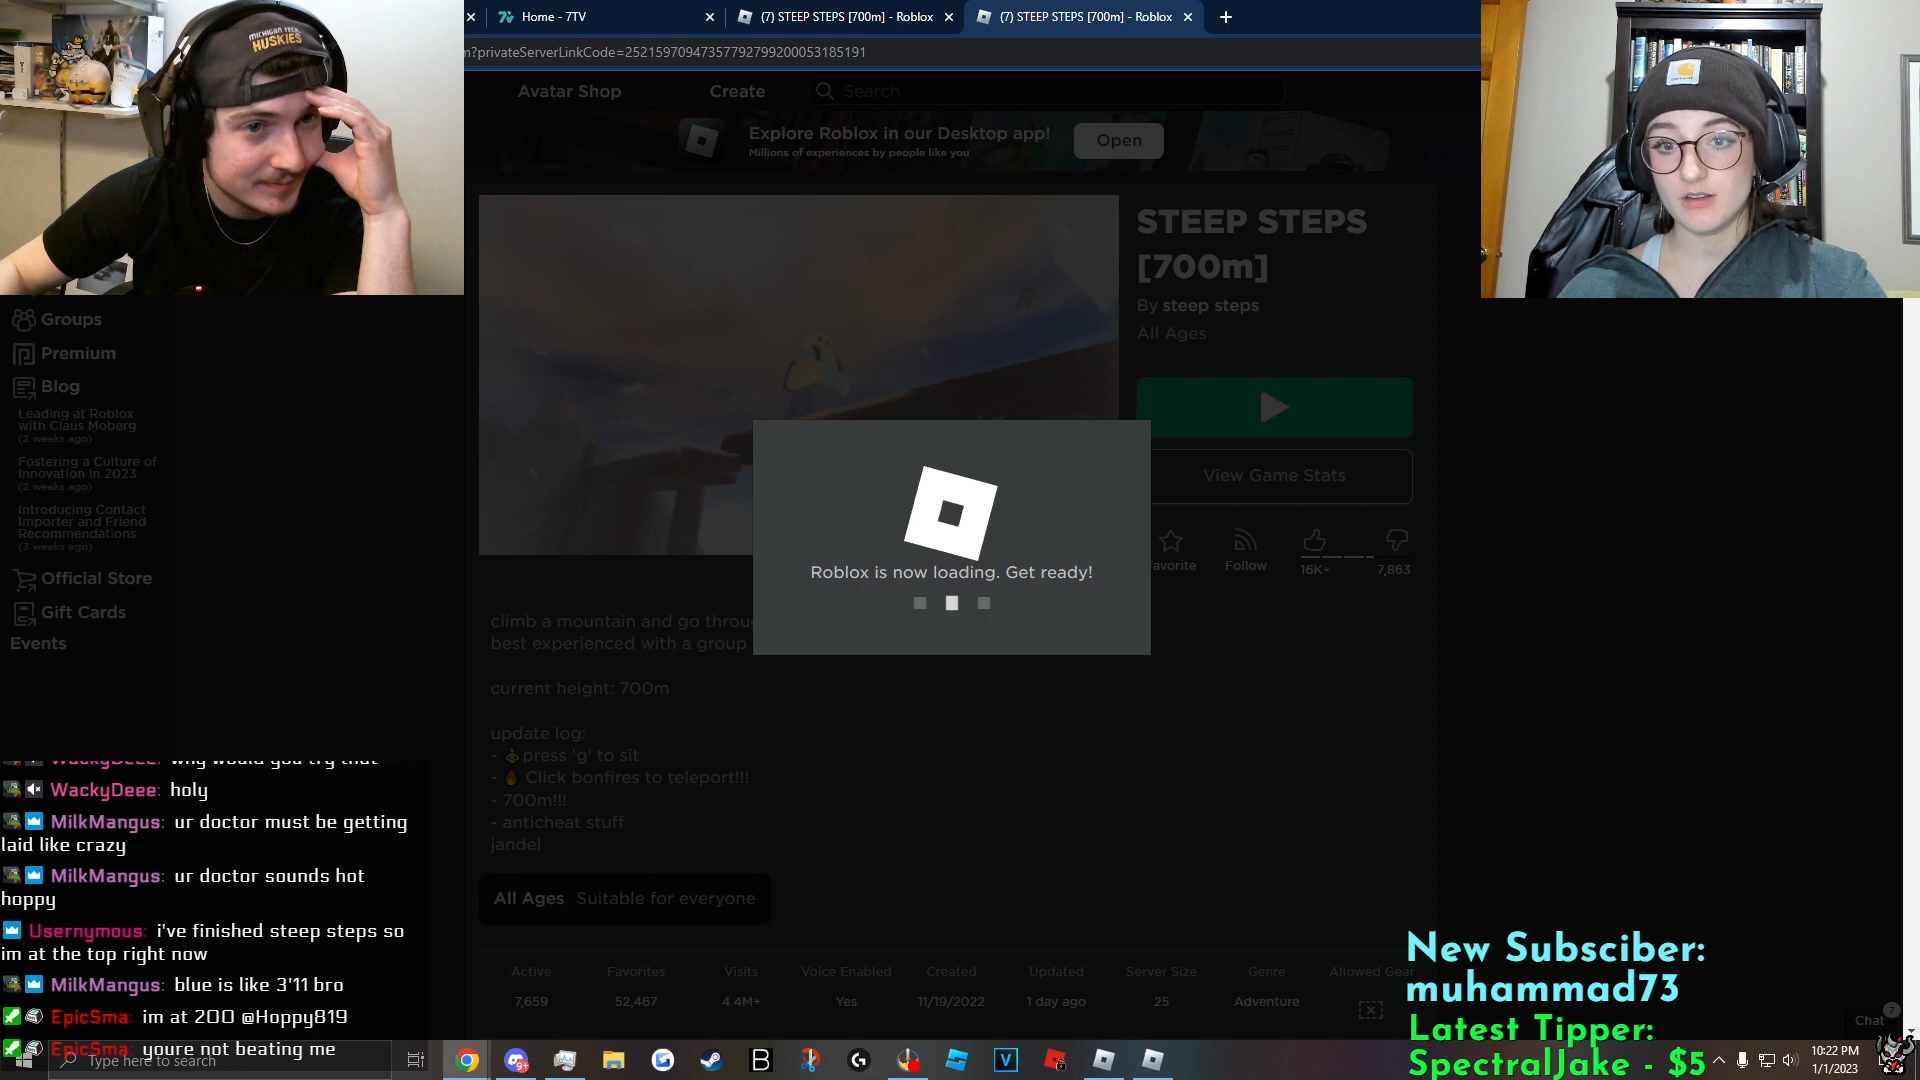 MICHIGAN TECH
HUSKIES
Home - 7TV
(7) STEEP STEPS [700m] - Roblox
(7) STEEP STEPS [700m] - Roblox
m?privateServerLinkCode=25215970947357792799200053185191
Avatar Shop
Create
Search
Explore Roblox in our Desktop app!
Millions of experiences by people like you
Open
STEEP STEPS
[700m]
By steep steps
All Ages
View Game Stats
avorite
Follow
16K+
7,863
Groups
Premium
Blog
Leading at Roblox
with Claus Moberg
(2 weeks ago)
Fostering a Culture of
Innovation in 2023
(2 weeks ago)
Introducing Contact
Importer and Friend
Recommendations
(3 weeks ago)
Official Store
Gift Cards
Events
Roblox is now loading. Get ready!
climb a mountain and go throu
best experienced with a group
current height: 700m
update log:
- press 'g' to sit
- Click bonfires to teleport!!!
- 700m!!!
- anticheat stuff
jandel
All Ages Suitable for everyone
Active
Favorites
Visits
Voice Enabled
Created
Updated
Server Size
Genre
Allowed Gear
7,659
52,467
4.4M+
Yes
11/19/2022
1 day ago
25
Adventure
WackyDeee: why would you try that
WackyDeee: holy
MilkMangus: ur doctor must be getting
laid like crazy
MilkMangus: ur doctor sounds hot
hoppy
Usernymous: i've finished steep steps so
im at the top right now
MilkMangus: blue is like 3'11 bro
EpicSma: im at 200 @Hoppy819
EpicSma: youre not beating me
Type here to search
New Subsciber:
muhammad73
Latest Tipper:
SpectralJake - $5
Chat
7
10:22 PM
1/1/2023